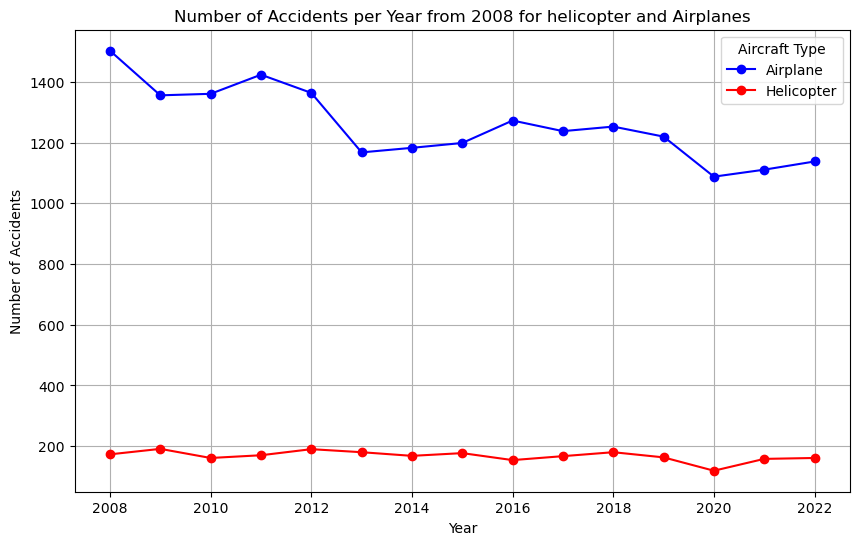 Number of Accidents per Year from 2008 for helicopter and Airplanes
Aircraft Type
Airplane
Helicopter
Number of Accidents
1400
1200
1000
800
600
400
200
2008 2010 2012 2014 2016 2018 2020 2022
Year